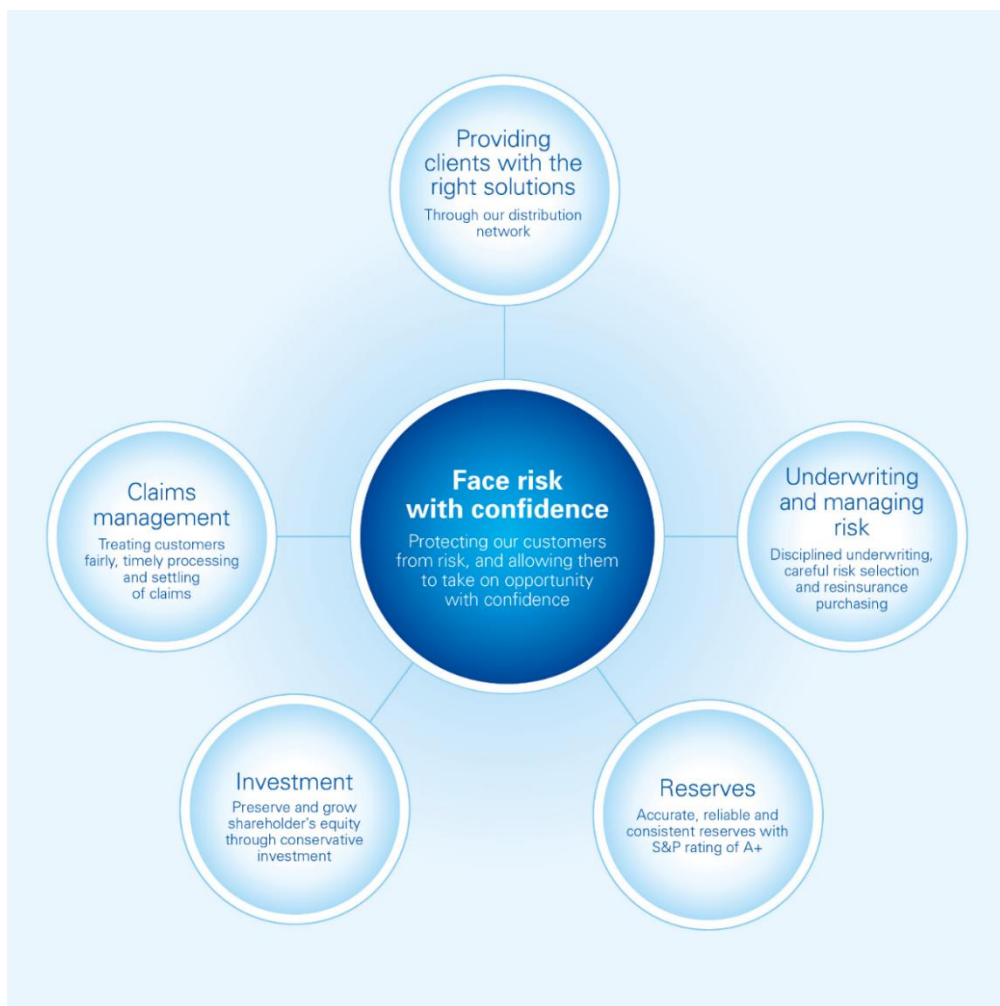 Providing
clients with the
right solutions
Through our distribution
network
Claims
management
Treating customers
fairly, timely processing
and settling
of claims
Face risk
with confidence
Protecting our customers
from risk, and allowing them
to take on opportunity
with confidence
Underwriting
and managing
risk
Disciplined underwriting,
careful risk selection
and resinsurance
purchasing
Investment
Preserve and grow
shareholder's equity
through conservative
investment
Reserves
Accurate, reliable and
consistent reserves with
S&P rating of A+